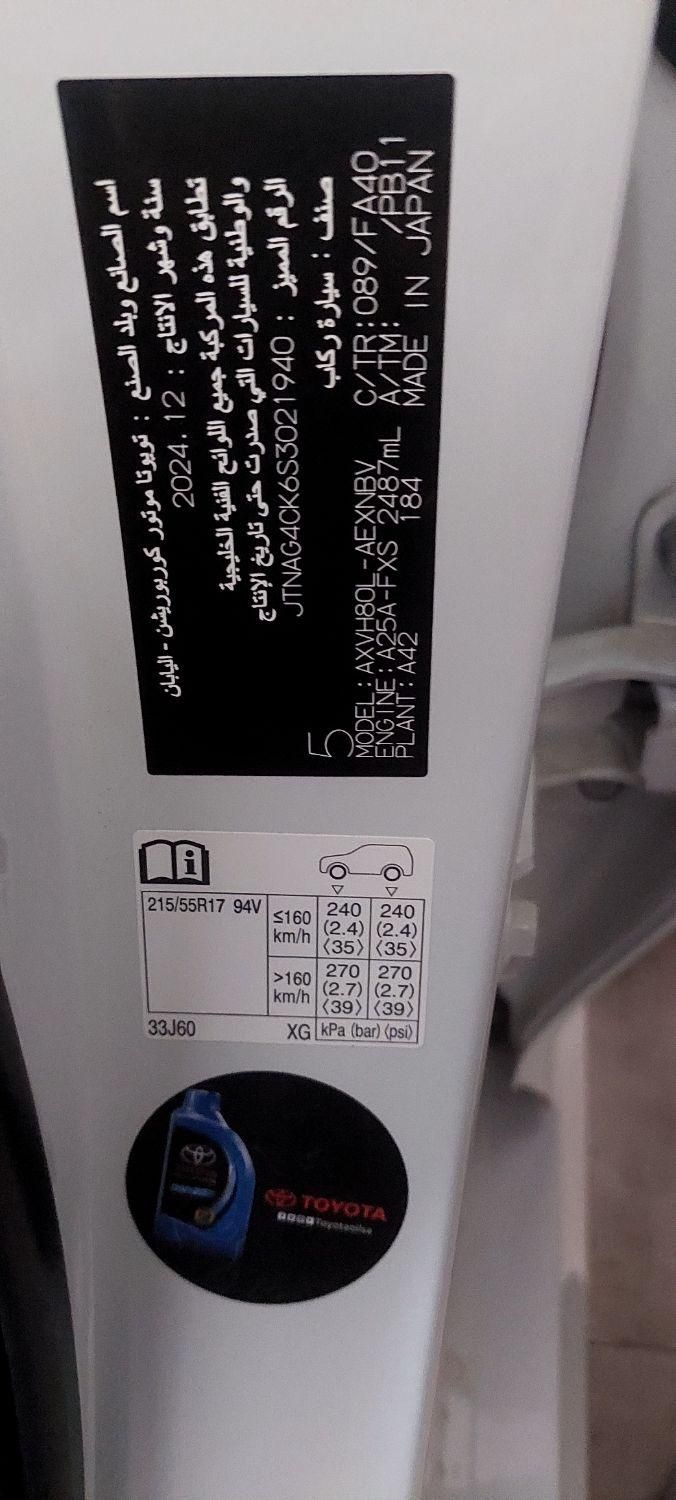 اسم الصانع وبلد الصنع : تويوتا موتور كوربوريشن - اليابان
سنة وشهر الانتاج : 2024.12
تطابق هذه المركبة جميع اللوائح الفنية الخليجية
والوطنية للسيارات التي صدرت حتى تاريخ الإنتاج
الرقم المميز : JTNAG4CK6S3021940
صنف : سيارة ركاب
5
MODEL:AXVH80L-AEXNBV C/TR:089/FA40
ENGINE:A25A-FXS 2487mL A/TM: /PB11
PLANT:A42 184 MADE IN JAPAN
215/55R17 94V
≤160 km/h 240 (2.4) 〈35〉 240 (2.4) 〈35〉
>160 km/h 270 (2.7) 〈39〉 270 (2.7) 〈39〉
33J60 XG kPa (bar) 〈psi〉
TOYOTA